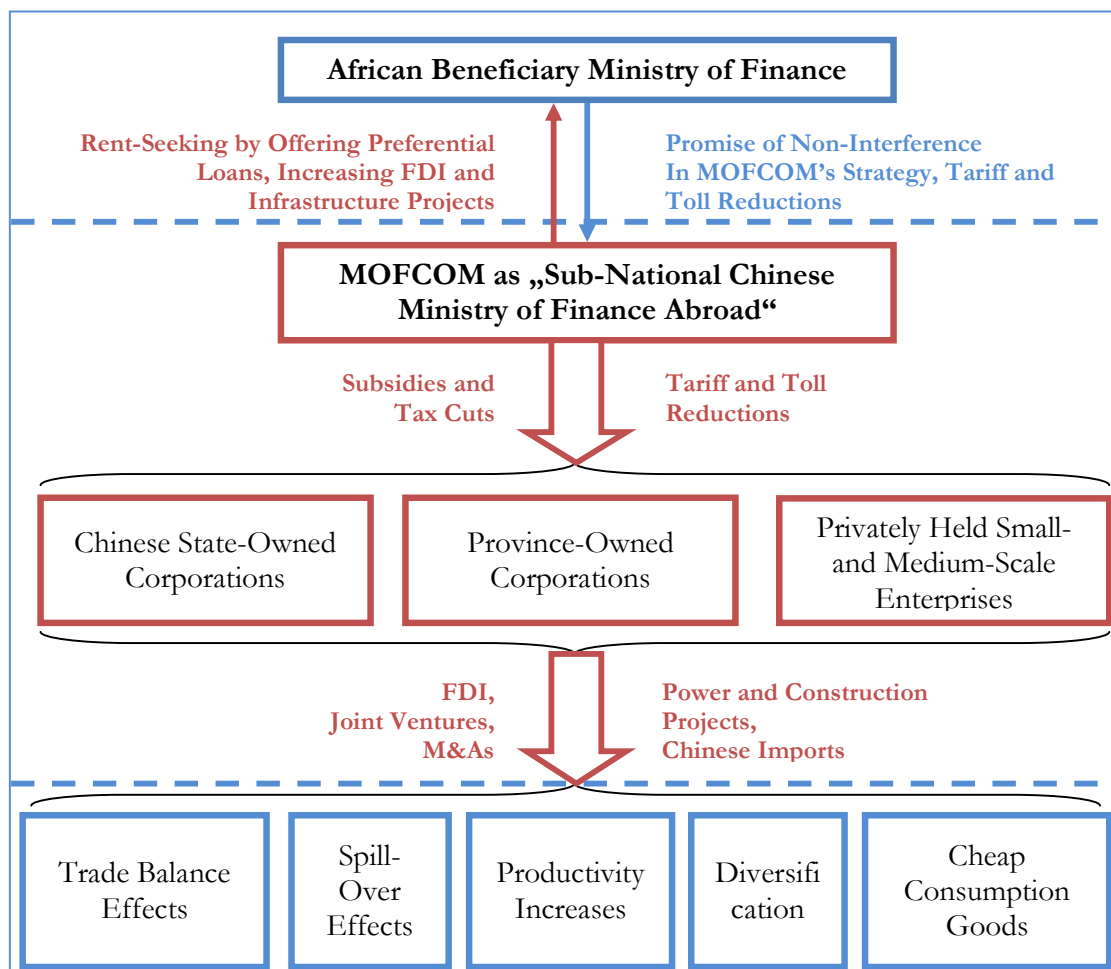 African Beneficiary Ministry of Finance
Rent-Seeking by Offering Preferential
Loans, Increasing FDI and
Infrastructure Projects
Promise of Non-Interference
In MOFCOM's Strategy, Tariff and
Toll Reductions
MOFCOM as „Sub-National Chinese
Ministry of Finance Abroad“
Subsidies and
Tax Cuts
Tariff and Toll
Reductions
Chinese State-Owned
Corporations
Province-Owned
Corporations
Privately Held Small-
and Medium-Scale
Enterprises
FDI,
Joint Ventures,
M&As
Power and Construction
Projects,
Chinese Imports
Trade Balance
Effects
Spill-
Over
Effects
Productivity
Increases
Diversifi
cation
Cheap
Consumption
Goods